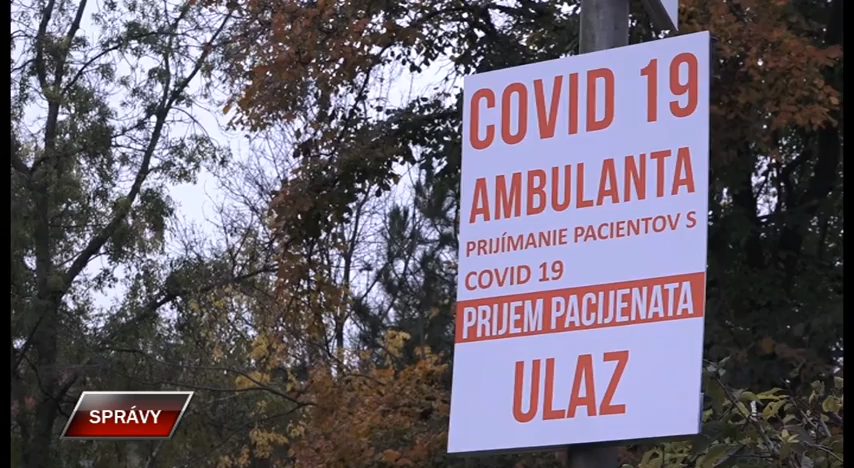 COVID 19
AMBULANTA
PRIJÍMANIE PACIENTOV S
COVID 19
PRIJEM PACIJENATA
ULAZ
SPRÁVY